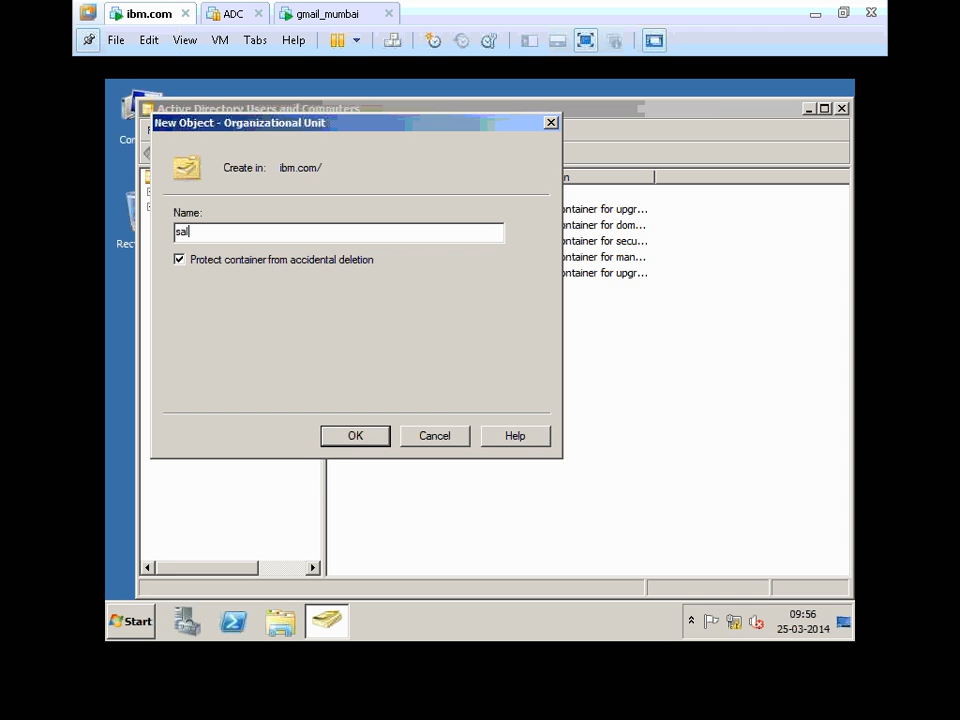 ibm.com ADC gmail_mumbai
File Edit View VM Tabs Help
Active Directory Users and Computers
New Object - Organizational Unit
Create in: ibm.com/
Name:
sal
Protect container from accidental deletion
ontainer for upgr...
ontainer for dom...
ontainer for secu...
ontainer for man...
ontainer for upgr...
OK Cancel Help
Start
09:56
25-03-2014